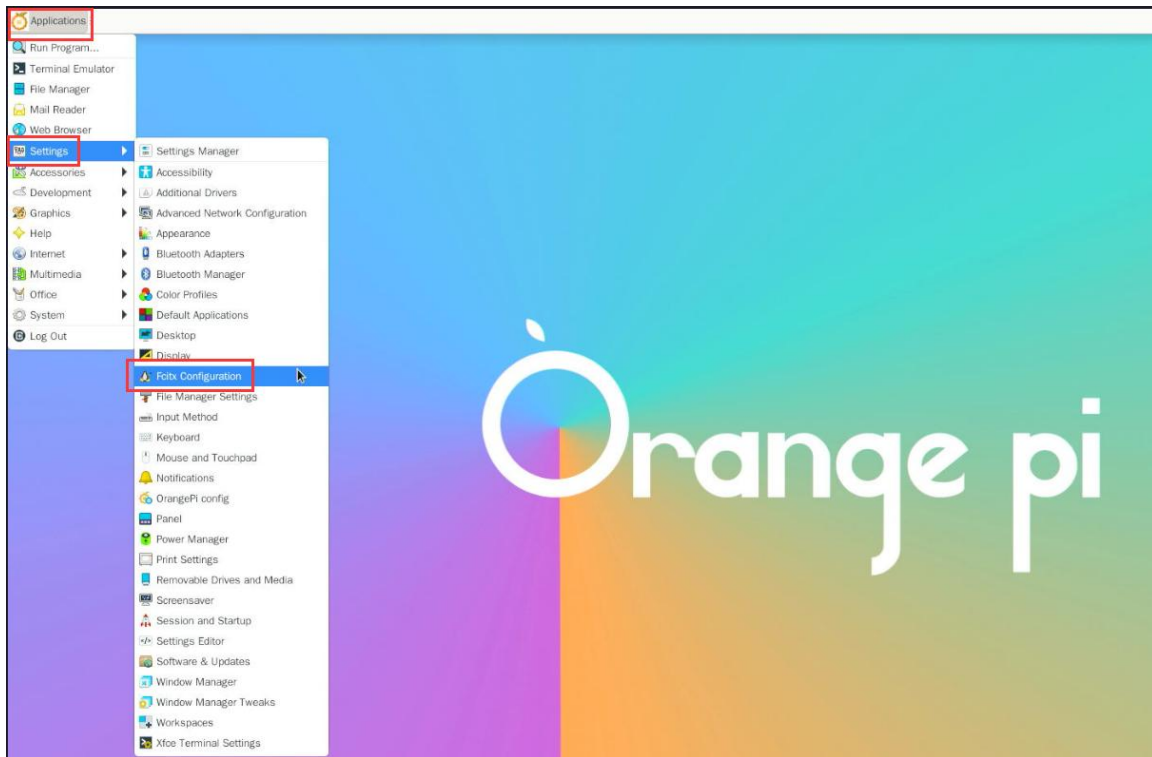 Applications
Run Program...
Terminal Emulator
File Manager
Mail Reader
Web Browser
Settings
Accessories
Development
Graphics
Help
Internet
Multimedia
Office
System
Log Out
Settings Manager
Accessibility
Additional Drivers
Advanced Network Configuration
Appearance
Bluetooth Adapters
Bluetooth Manager
Color Profiles
Default Applications
Desktop
Display
Fcitx Configuration
File Manager Settings
Input Method
Keyboard
Mouse and Touchpad
Notifications
OrangePi config
Panel
Power Manager
Print Settings
Removable Drives and Media
Screensaver
Session and Startup
Settings Editor
Software & Updates
Window Manager
Window Manager Tweaks
Workspaces
Xfce Terminal Settings
Orange pi